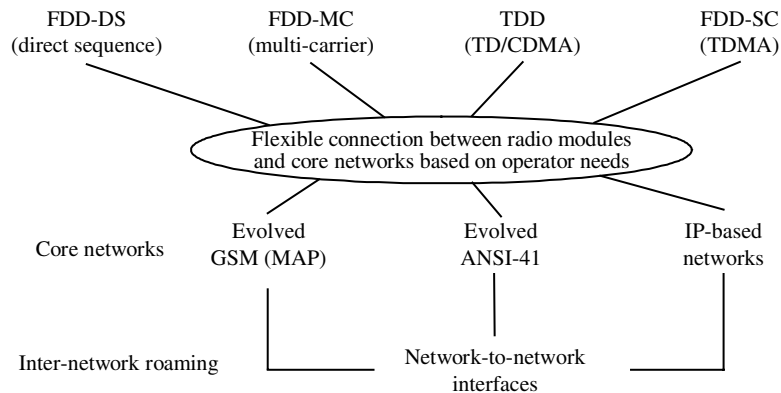 FDD-DS
(direct sequence)
FDD-MC
(multi-carrier)
TDD
(TD/CDMA)
FDD-SC
(TDMA)
Flexible connection between radio modules
and core networks based on operator needs
Core networks
Evolved
GSM (MAP)
Evolved
ANSI-41
IP-based
networks
Inter-network roaming
Network-to-network
interfaces